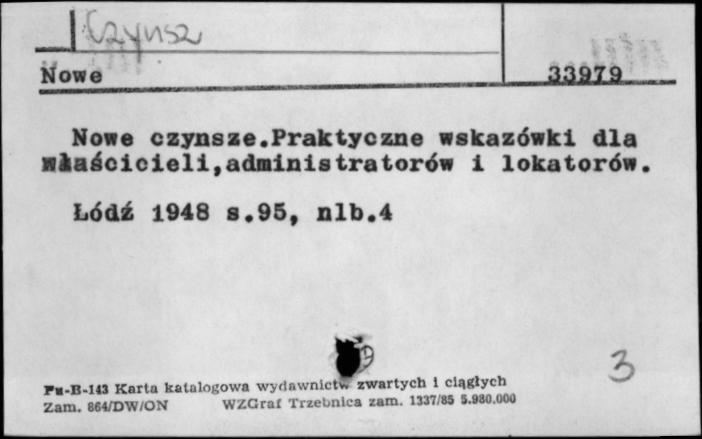 Czynsz
Nowe 33979
Nowe czynsze.Praktyczne wskazówki dla
właścicieli,administratorów i lokatorów.
Łódź 1948 s.95, nlb.4
3
Pu-B-143 Karta katalogowa wydawnictw zwartych i ciągłych
Zam. 864/DW/ON WZGraf Trzebnica zam. 1337/85 5.980.000